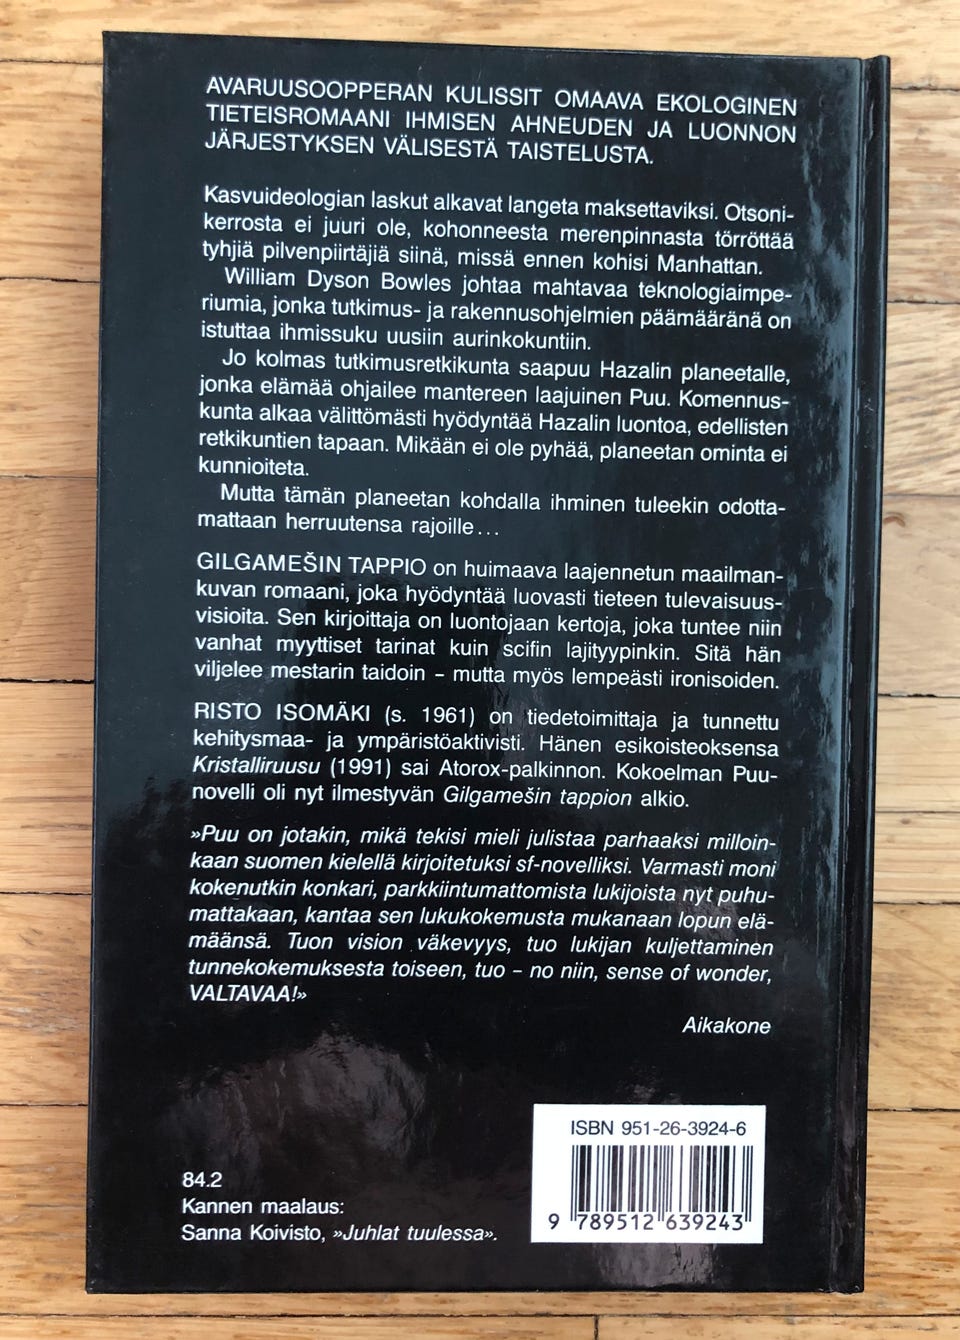 AVARUUSOOPPERAN KULISSIT OMAAVA EKOLOGINEN
TIETEISROMAANI IHMISEN AHNEUDEN JA LUONNON
JÄRJESTYKSEN VÄLISESTÄ TAISTELUSTA.
Kasvuideologian laskut alkavat langeta maksettaviksi. Otsoni-
kerrosta ei juuri ole, kohonneesta merenpinnasta törröttää
tyhjiä pilvenpiirtäjiä siinä, missä ennen kohisi Manhattan.
William Dyson Bowles johtaa mahtavaa teknologiaimpe-
riumia, jonka tutkimus- ja rakennusohjelmien päämääränä on
istuttaa ihmissuku uusiin aurinkokuntiin.
Jo kolmas tutkimusretkikunta saapuu Hazalin planeetalle,
jonka elämää ohjailee mantereen laajuinen Puu. Komennus-
kunta alkaa välittömästi hyödyntää Hazalin luontoa, edellisten
retkikuntien tapaan. Mikään ei ole pyhää, planeetan ominta ei
kunnioiteta.
Mutta tämän planeetan kohdalla ihminen tuleekin odotta-
mattaan herruutensa rajoille...
GILGAMEŠIN TAPPIO on huimaava laajennetun maailman-
kuvan romaani, joka hyödyntää luovasti tieteen tulevaisuus-
visioita. Sen kirjoittaja on luontojaan kertoja, joka tuntee niin
vanhat myyttiset tarinat kuin scifin lajityypinkin. Sitä hän
viljelee mestarin taidoin – mutta myös lempeästi ironisoiden.
RISTO ISOMÄKI (s. 1961) on tiedetoimittaja ja tunnettu
kehitysmaa- ja ympäristöaktivisti. Hänen esikoisteoksensa
Kristalliruusu (1991) sai Atorox-palkinnon. Kokoelman Puu-
novelli oli nyt ilmestyvän Gilgamešin tappion alkio.
»Puu on jotakin, mikä tekisi mieli julistaa parhaaksi milloin-
kaan suomen kielellä kirjoitetuksi sf-novelliksi. Varmasti moni
kokenutkin konkari, parkkiintumattomista lukijoista nyt puhu-
mattakaan, kantaa sen lukukokemusta mukanaan lopun elä-
määnsä. Tuon vision väkevyys, tuo lukijan kuljettaminen
tunnekokemuksesta toiseen, tuo – no niin, sense of wonder,
VALTAVAA!»
Aikakone
ISBN 951-26-3924-6
9 789512 639243
84.2
Kannen maalaus:
Sanna Koivisto, »Juhlat tuulessa».